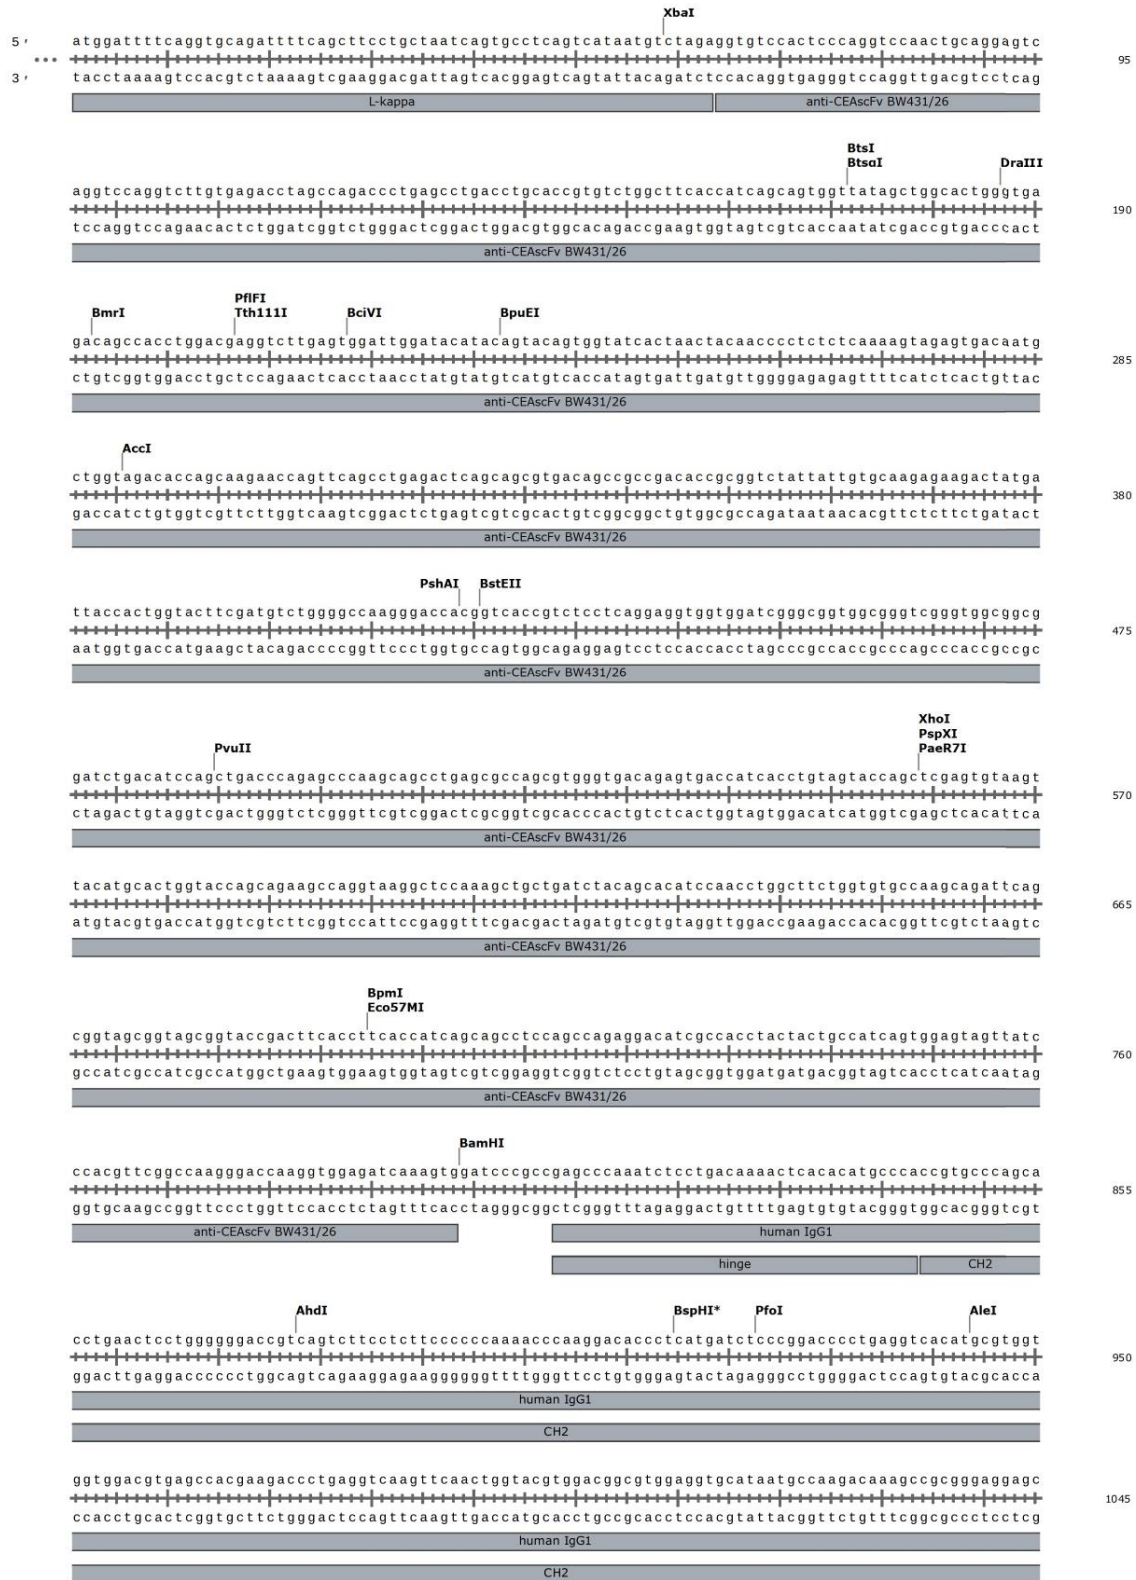 XbaI
5 ' atggattttcaggtgcagattttcagcttcctgctaatcagtgcctcagtcataatgtctagaggtgtccactcccaggtccaactgcaggagtc
••• 95
3 ' tacctaaaagtccacgtctaaaagtcgaaggacgattagtcacggagtcagtattacagatctccacaggtgagggtccaggttgacgtcctcag
L-kappa anti-CEAscFv BW431/26
BtsI
BtsαI DraIII
aggtccaggtcttgtgagacctagccagaccctgagcctgacctgcaccgtgtctggcttcaccatcagcagtggttatagctggcactgggtga
190
tccaggtccagaacactctggatcggtctgggactcggactggacgtggcacagaccgaagtggtagtcgtcaccaatatcgaccgtgacccact
anti-CEAscFv BW431/26
PflFI
BmrI Tth111I BciVI BpuEI
gacagccacctggacgaggtcttgagtggattggatacatacagtacagtggtatcactaactacaacccctctctcaaaagtagagtgacaatg
285
ctgtcggtggacctgctccagaactcacctaacctatgtatgtcatgtcaccatagtgattgatgttggggagagagttttcatctcactgttac
anti-CEAscFv BW431/26
AccI
ctggtagacaccagcaagaaccagttcagcctgagactcagcagcgtgacagccgccgacaccgcggtctattattgtgcaagagaagactatga
380
gaccatctgtggtcgttcttggtcaagtcggactctgagtcgtcgcactgtcggcggctgtggcgccagataataacacgttctcttctgatact
anti-CEAscFv BW431/26
PshAI BstEII
ttaccactggtacttcgatgtctggggccaagggaccacggtcaccgtctcctcaggaggtggtggatcgggcggtggcgggtcgggtggcggcg
475
aatggtgaccatgaagctacagaccccggttccctggtgccagtggcagaggagtcctccaccacctagcccgccaccgcccagcccaccgccgc
anti-CEAscFv BW431/26
XhoI
PspXI
PvuII PaeR7I
gatctgacatccagctgacccagagcccaagcagcctgagcgccagcgtgggtgacagagtgaccatcacctgtagtaccagctcgagtgtaagt
570
ctagactgtaggtcgactgggtctcgggttcgtcggactcgcggtcgcacccactgtctcactggtagtggacatcatggtcgagctcacattca
anti-CEAscFv BW431/26
tacatgcactggtaccagcagaagccaggtaaggctccaaagctgctgatctacagcacatccaacctggcttctggtgtgccaagcagattcag
665
atgtacgtgaccatggtcgtcttcggtccattccgaggtttcgacgactagatgtcgtgtaggttggaccgaagaccacacggttcgtctaagtc
anti-CEAscFv BW431/26
BpmI
Eco57MI
cggtagcggtagcggtaccgacttcaccttcaccatcagcagcctccagccagaggacatcgccacctactactgccatcagtggagtagttatc
760
gccatcgccatcgccatggctgaagtggaagtggtagtcgtcggaggtcggtctcctgtagcggtggatgatgacggtagtcacctcatcaatag
anti-CEAscFv BW431/26
BamHI
ccacgttcggccaagggaccaaggtggagatcaaagtggatcccgccgagcccaaatctcctgacaaaactcacacatgcccaccgtgcccagca
855
ggtgcaagccggttccctggttccacctctagtttcacctagggcggctcgggtttagaggactgttttgagtgtgtacgggtggcacgggtcgt
anti-CEAscFv BW431/26 human IgG1
hinge CH2
AhdI BspHI* PfoI AleI
cctgaactcctggggggaccgtcagtcttcctcttccccccaaaacccaaggacaccctcatgatctcccggacccctgaggtcacatgcgtggt
950
ggacttgaggacccccctggcagtcagaaggagaaggggggttttgggttcctgtgggagtactagagggcctggggactccagtgtacgcacca
human IgG1
CH2
ggtggacgtgagccacgaagaccctgaggtcaagttcaactggtacgtggacggcgtggaggtgcataatgccaagacaaagccgcgggaggagc
1045
ccacctgcactcggtgcttctgggactccagttcaagttgaccatgcacctgccgcacctccacgtattacggttctgtttcggcgccctcctcg
human IgG1
CH2